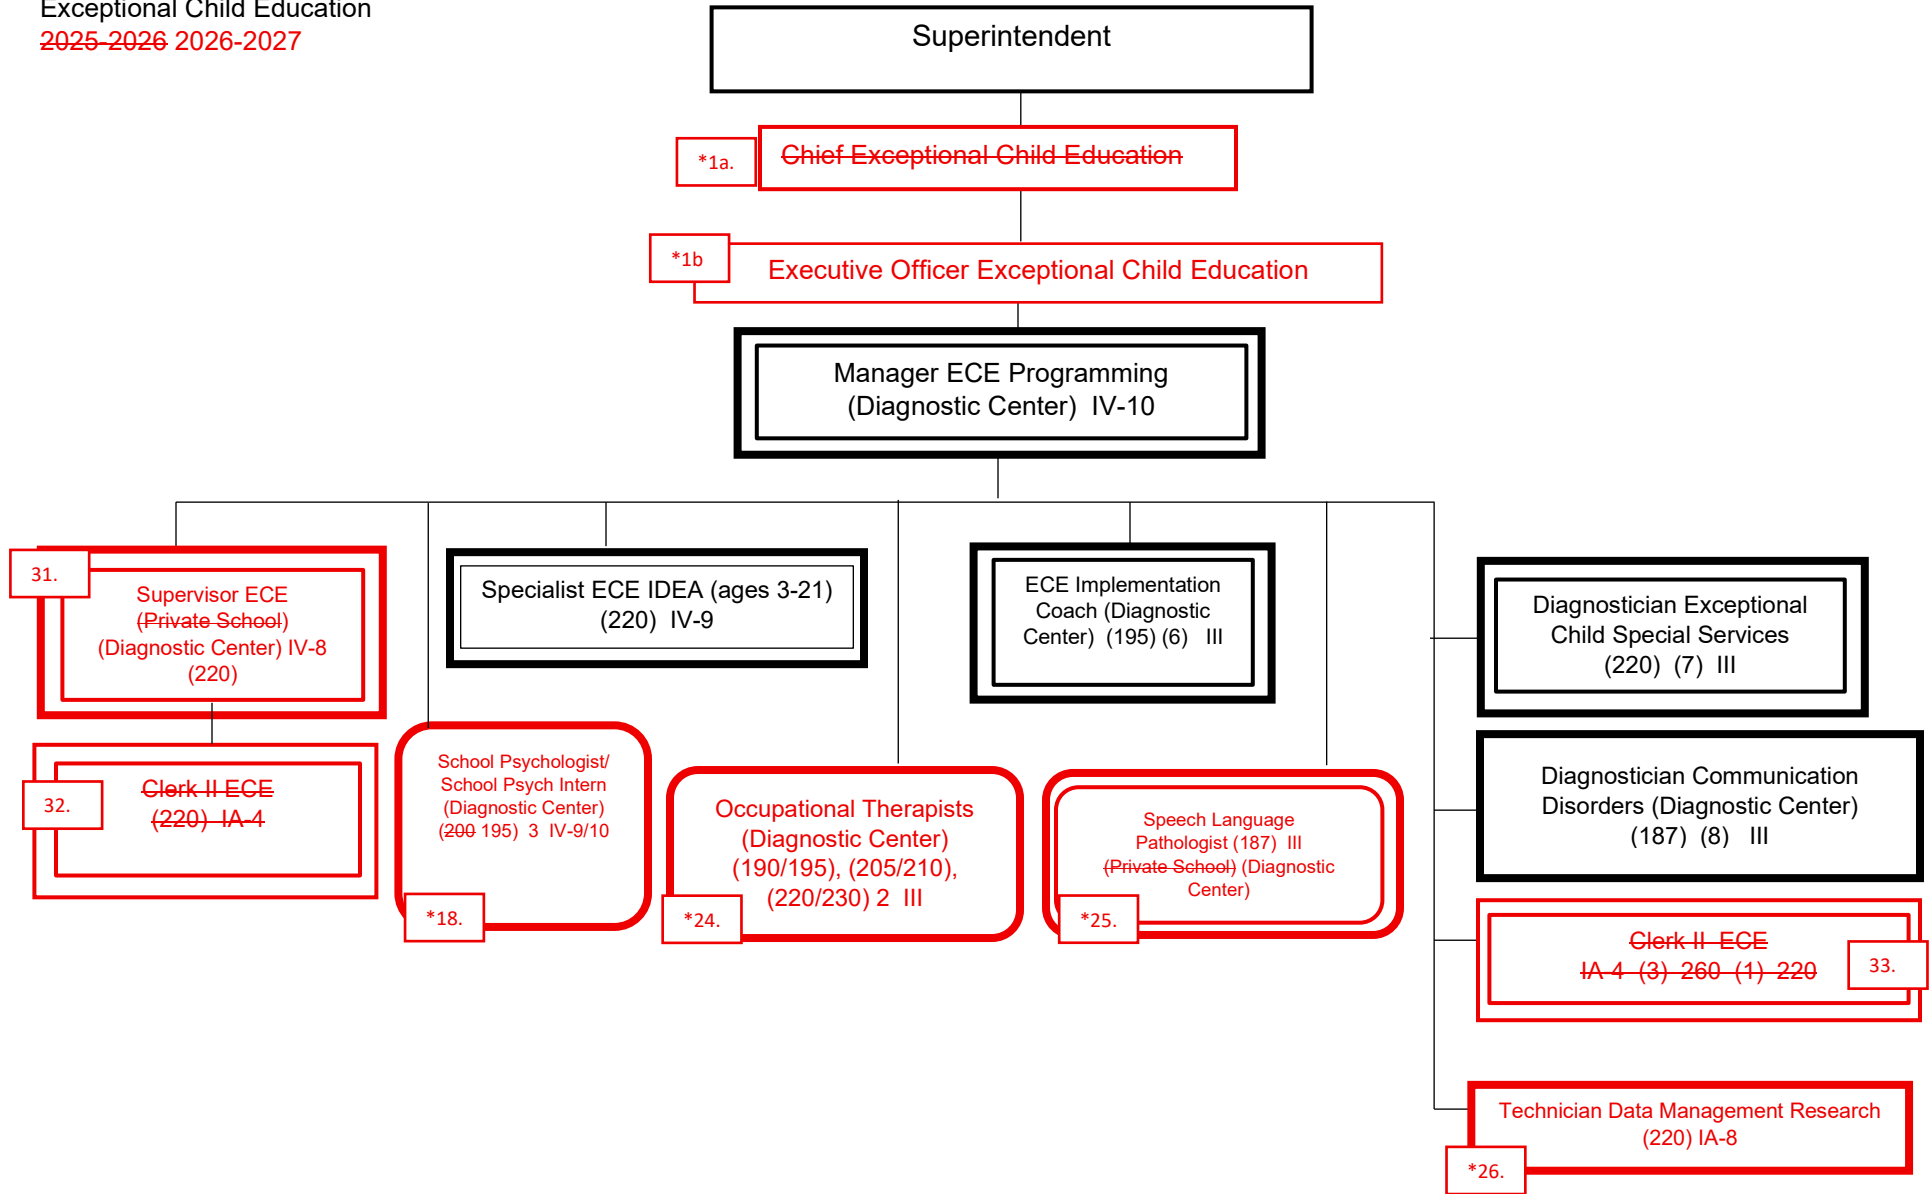 Exceptional Child Education
2025-2026 2026-2027
Superintendent
*1a.
Chief Exceptional Child Education
*1b
Executive Officer Exceptional Child Education
Manager ECE Programming
(Diagnostic Center) IV-10
31.
Supervisor ECE
(Private School)
(Diagnostic Center) IV-8
(220)
Specialist ECE IDEA (ages 3-21)
(220) IV-9
ECE Implementation
Coach (Diagnostic
Center) (195) (6) III
Diagnostician Exceptional
Child Special Services
(220) (7) III
32.
Clerk II ECE
(220) IA-4
School Psychologist/
School Psych Intern
(Diagnostic Center)
(200 195) 3 IV-9/10
*18.
Occupational Therapists
(Diagnostic Center)
(190/195), (205/210),
(220/230) 2 III
*24.
Speech Language
Pathologist (187) III
(Private School) (Diagnostic
Center)
*25.
Diagnostician Communication
Disorders (Diagnostic Center)
(187) (8) III
Clerk II ECE
IA-4 (3) 260 (1) 220
33.
Technician Data Management Research
(220) IA-8
*26.